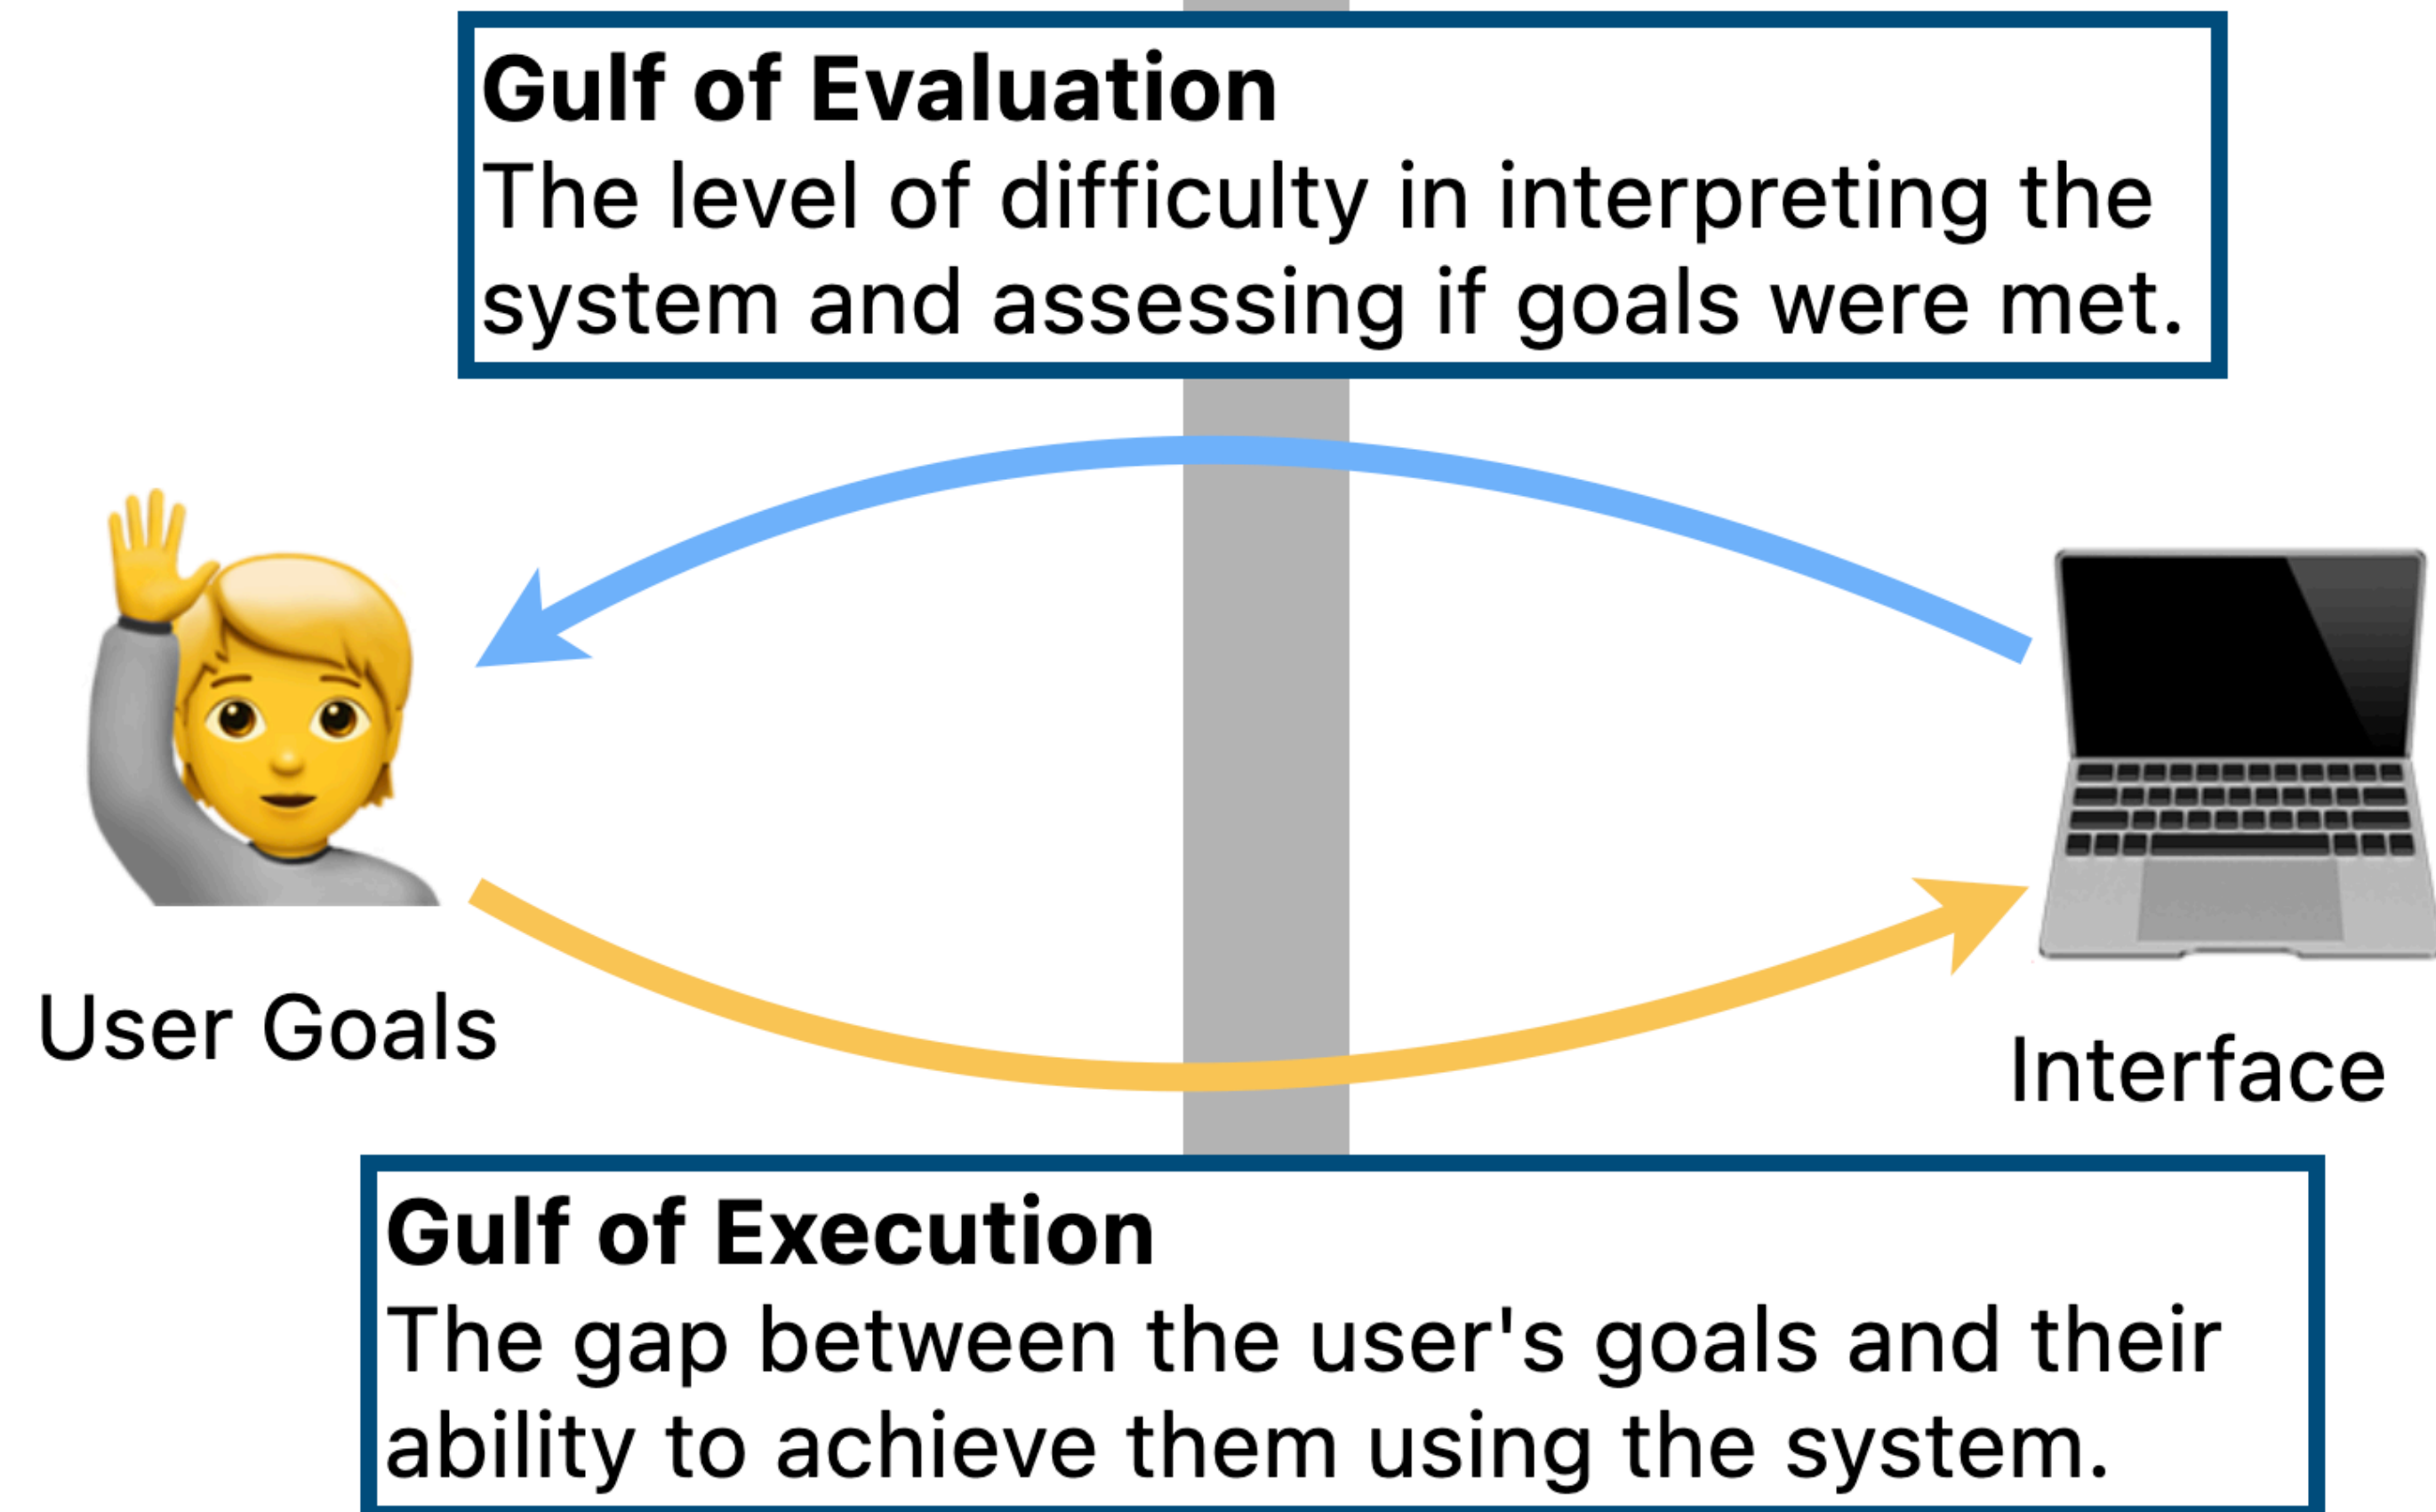 Gulf of Evaluation
The level of difficulty in interpreting the
system and assessing if goals were met.
User Goals
Interface
Gulf of Execution
The gap between the user's goals and their
ability to achieve them using the system.